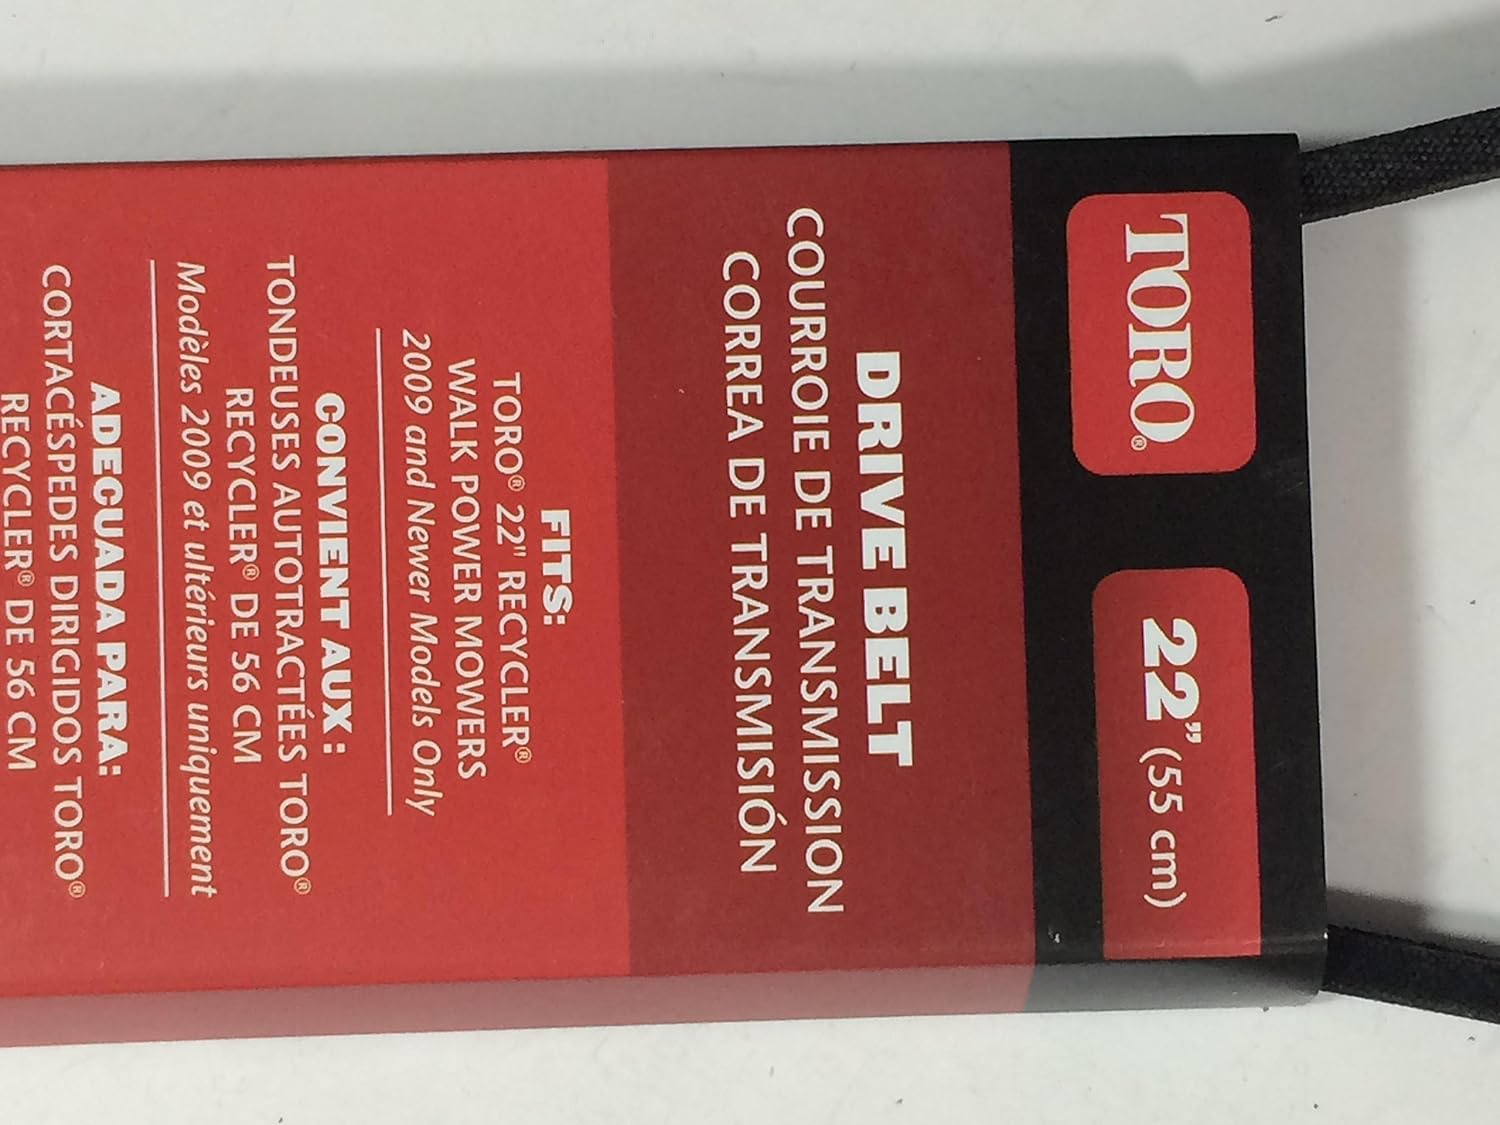 TORO®
22” (55 cm)
DRIVE BELT
COURROIE DE TRANSMISSION
CORREA DE TRANSMISIÓN
FITS:
TORO® 22" RECYCLER®
WALK POWER MOWERS
2009 and Newer Models Only
CONVIENT AUX :
TONDEUSES AUTOTRACTÉES TORO®
RECYCLER® DE 56 CM
Modèles 2009 et ultérieurs uniquement
ADECUADA PARA:
CORTACÉSPEDES DIRIGIDOS TORO®
RECYCLER® DE 56 CM